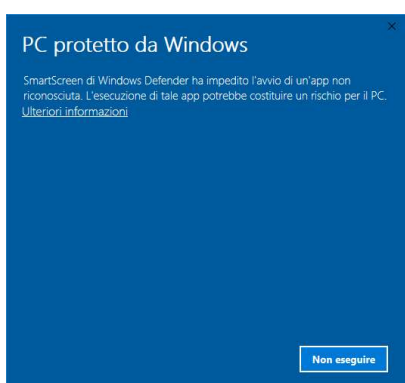 PC protetto da Windows
SmartScreen di Windows Defender ha impedito l'avvio di un'app non
riconosciuta. L'esecuzione di tale app potrebbe costituire un rischio per il PC.
Ulteriori informazioni
Non eseguire